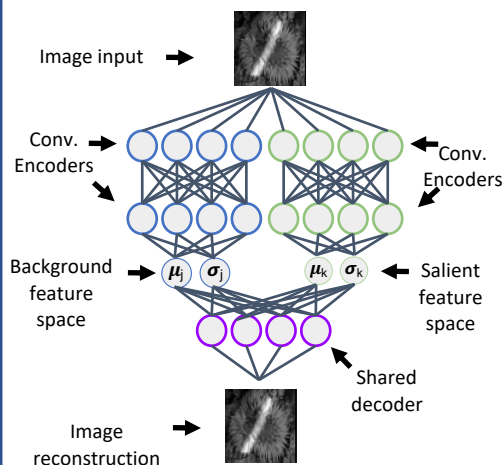 Image input
Conv.
Encoders
Conv.
Encoders
Background
feature
space
μj
σj
μk
σk
Salient
feature
space
Shared
decoder
Image
reconstruction